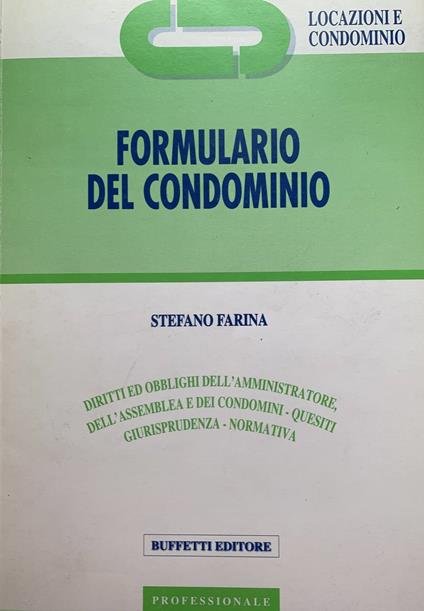 LOCAZIONI E
CONDOMINIO
FORMULARIO
DEL CONDOMINIO
STEFANO FARINA
DIRITTI ED OBBLIGHI DELL'AMMINISTRATORE,
DELL'ASSEMBLEA E DEI CONDOMINI - QUESITI
GIURISPRUDENZA - NORMATIVA
BUFFETTI EDITORE
PROFESSIONALE